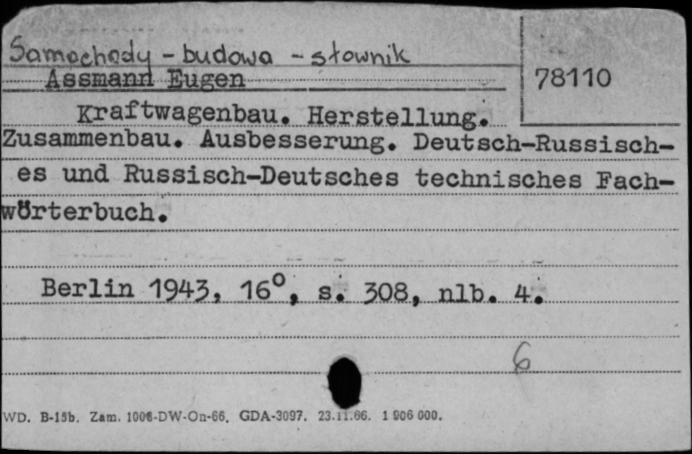 Samochody - budowa - słownik
Assmann Eugen
78110
Kraftwagenbau. Herstellung.
Zusammenbau. Ausbesserung. Deutsch-Russisch-
es und Russisch-Deutsches technisches Fach-
wörterbuch.
Berlin 1943, 16°, s. 308, nlb. 4.
6
WD. B-15b. Zam. 1006-DW-On-66. GDA-3097. 23.11.66. 1 906 000.